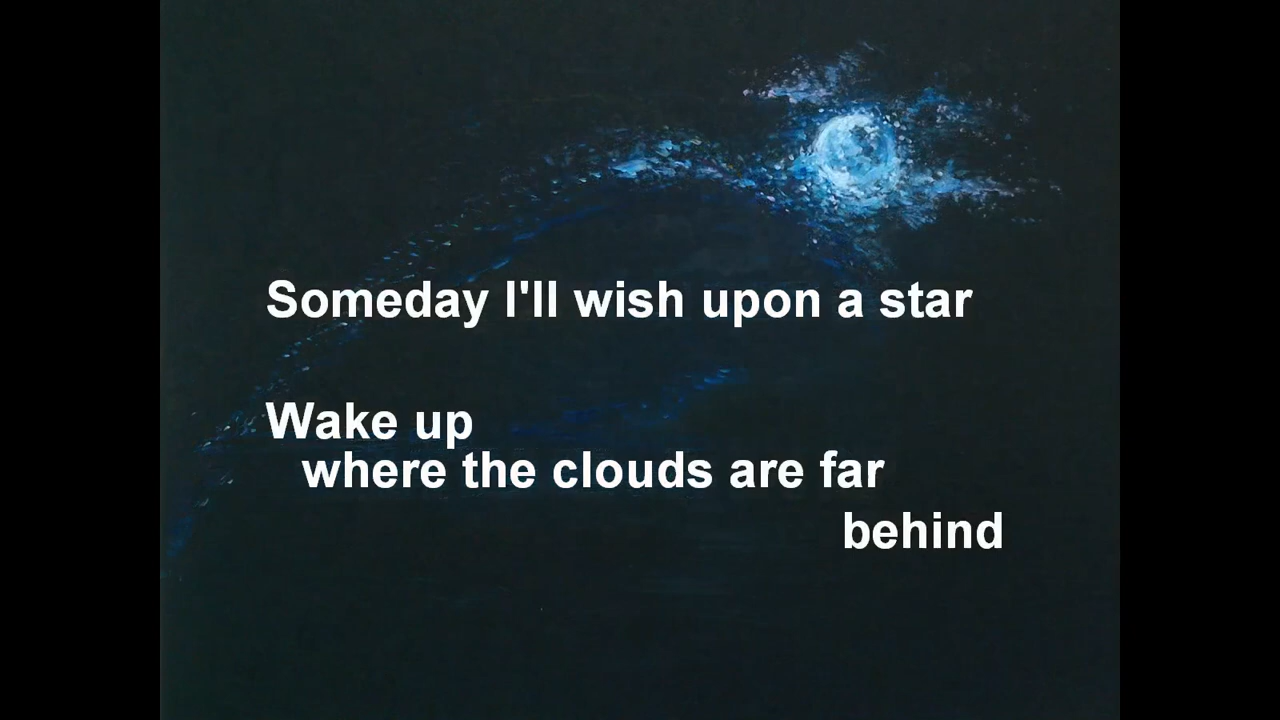 Someday I'll wish upon a star
Wake up
where the clouds are far
behind